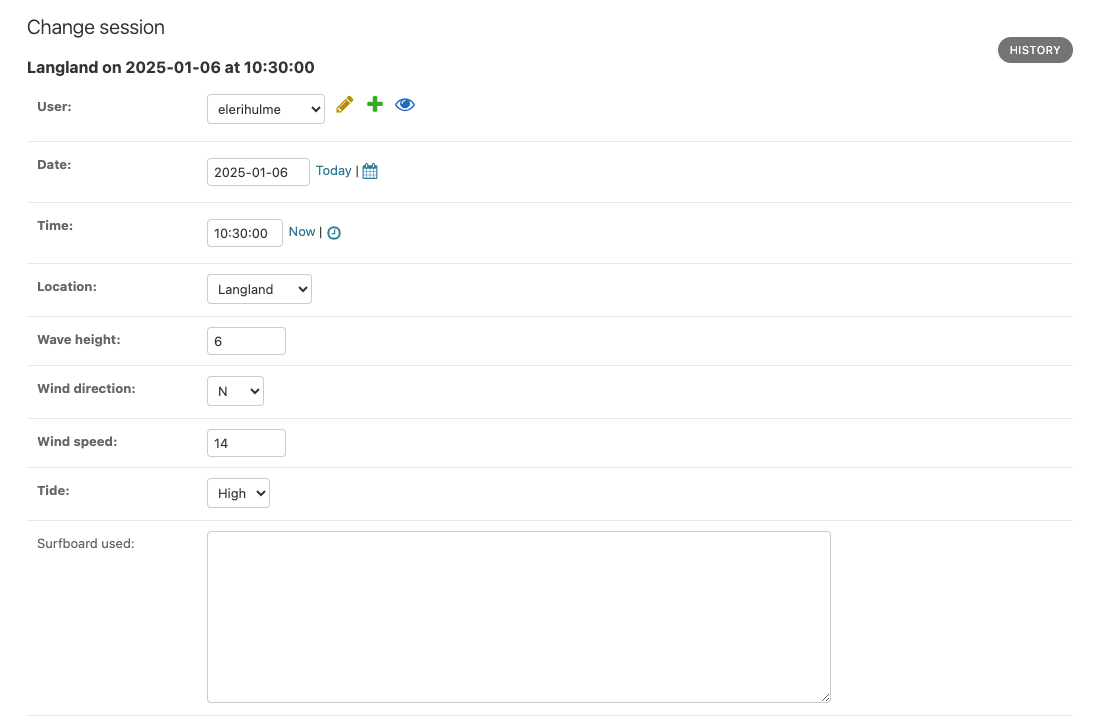 Change session
HISTORY
Langland on 2025-01-06 at 10:30:00
User: elerihulme
Date: 2025-01-06 Today |
Time: 10:30:00 Now |
Location: Langland
Wave height: 6
Wind direction: N
Wind speed: 14
Tide: High
Surfboard used: